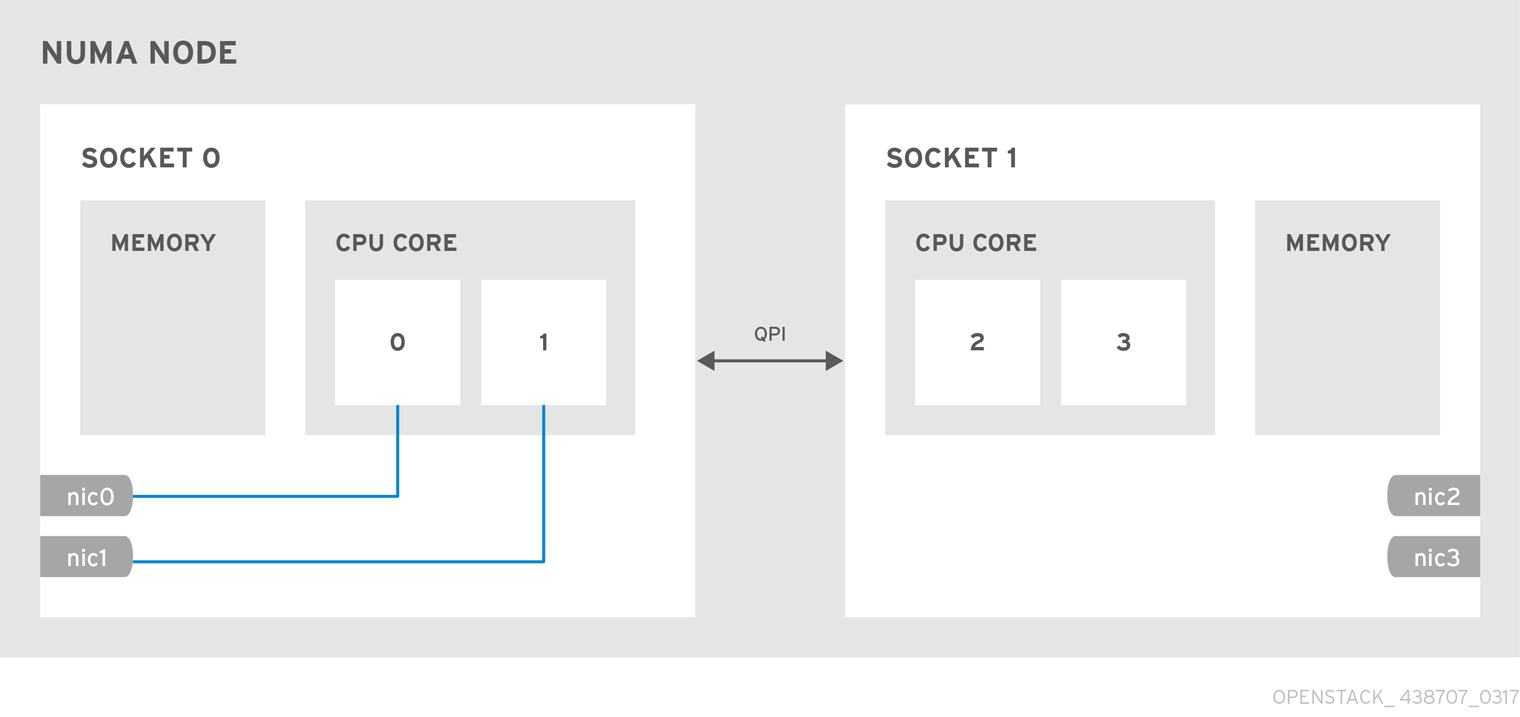 NUMA NODE
SOCKET 0
MEMORY
CPU CORE
0
1
nic0
nic1
QPI
SOCKET 1
CPU CORE
MEMORY
2
3
nic2
nic3
OPENSTACK_ 438707_0317